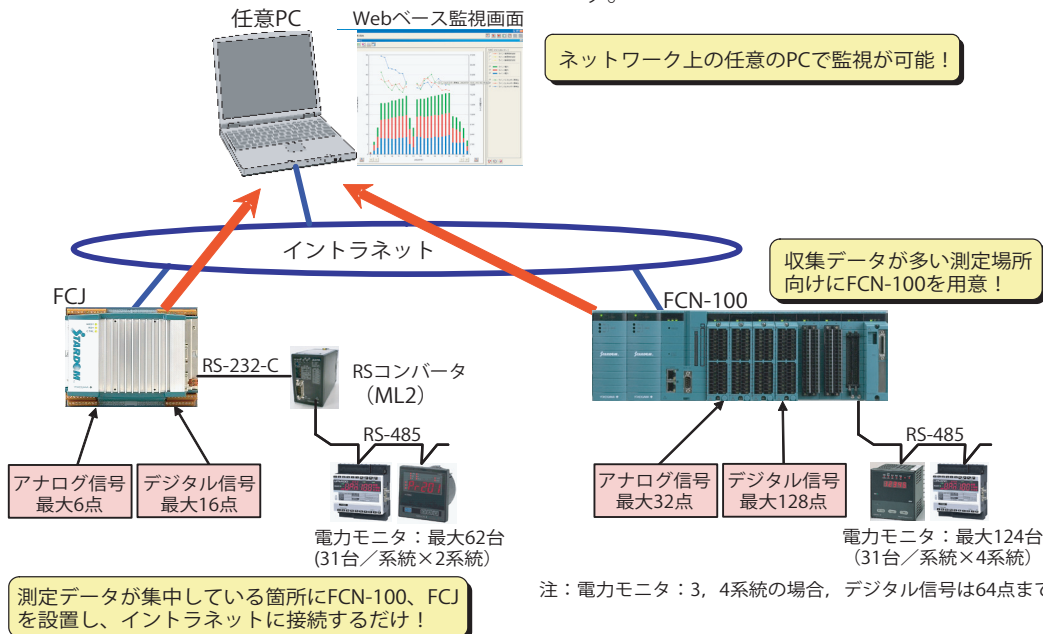 す。
任意PC
Webベース監視画面
ネットワーク上の任意のPCで監視が可能！
イントラネット
収集データが多い測定場所
向けにFCN-100を用意！
FCJ
FCN-100
STARDOM
RS-232-C
RSコンバータ
（ML2）
RS-485
RS-485
アナログ信号
最大6点
デジタル信号
最大16点
アナログ信号
最大32点
デジタル信号
最大128点
電力モニタ：最大62台
(31台／系統×2系統）
電力モニタ：最大124台
（31台／系統×4系統）
注：電力モニタ：3，4系統の場合，デジタル信号は64点まで
測定データが集中している箇所にFCN-100、FCJ
を設置し、イントラネットに接続するだけ！